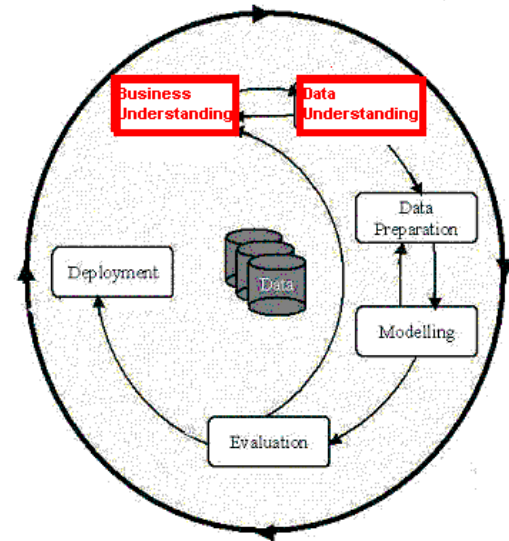 Business
Understanding
Data
Understanding
Data
Preparation
Deployment
Data
Modelling
Evaluation